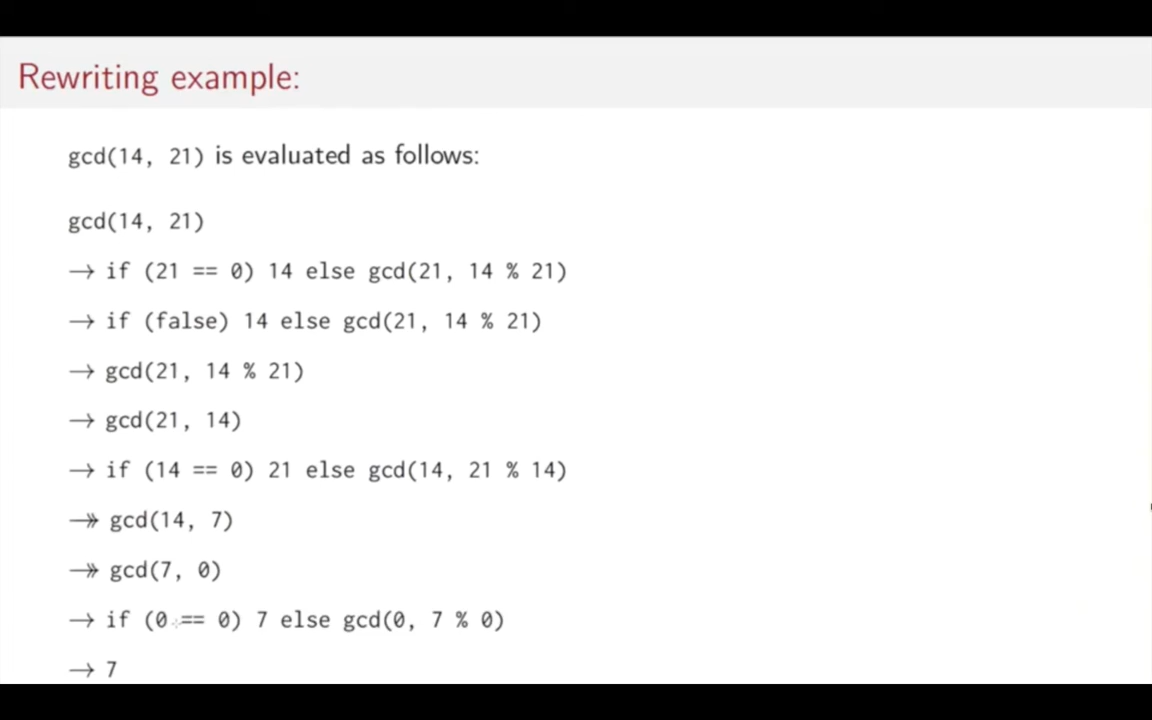 Rewriting example:
gcd(14, 21) is evaluated as follows:
gcd(14, 21)
→ if (21 == 0) 14 else gcd(21, 14 % 21)
→ if (false) 14 else gcd(21, 14 % 21)
→ gcd(21, 14 % 21)
→ gcd(21, 14)
→ if (14 == 0) 21 else gcd(14, 21 % 14)
↠ gcd(14, 7)
↠ gcd(7, 0)
→ if (0 == 0) 7 else gcd(0, 7 % 0)
→ 7